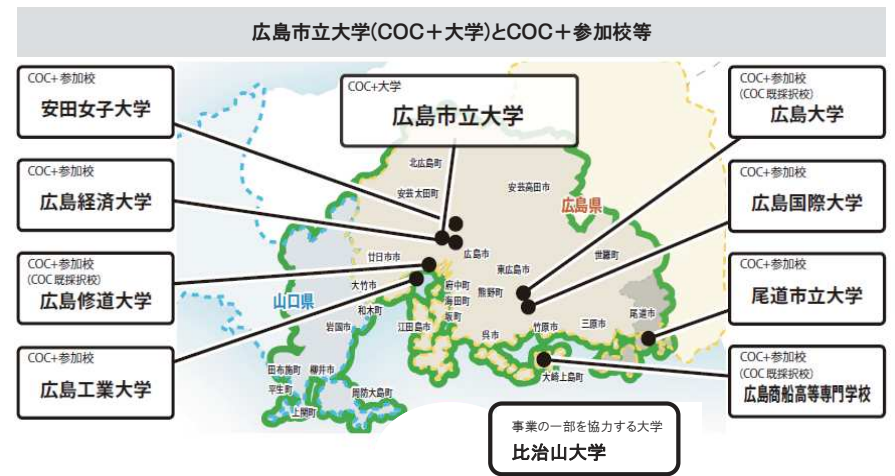 広島市立大学(COC+大学)とCOC+参加校等
COC+参加校
安田女子大学
COC+大学
広島市立大学
COC+参加校
(COC既採択校)
広島大学
COC+参加校
広島経済大学
COC+参加校
広島国際大学
COC+参加校
(COC既採択校)
広島修道大学
COC+参加校
尾道市立大学
COC+参加校
広島工業大学
COC+参加校
(COC既採択校)
広島商船高等専門学校
事業の一部を協力する大学
比治山大学
北広島町
安芸太田町
安芸高田市
広島県
廿日市市
広島市
世羅町
東広島市
大竹市
府中町
熊野町
海田町
坂町
山口県
和木町
岩国市
江田島市
呉市
竹原市
三原市
尾道市
大崎上島町
田布施町
柳井市
平生町
周防大島町
上関町